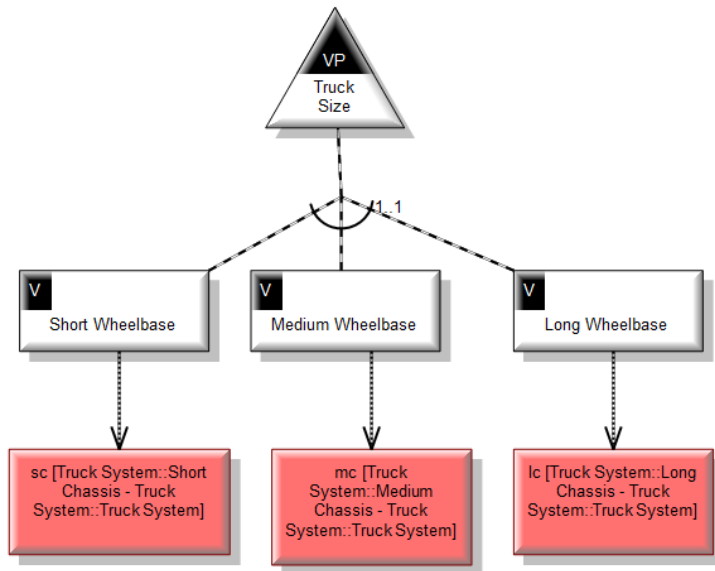 VP
Truck
Size
1..1
V
Short Wheelbase
V
Medium Wheelbase
V
Long Wheelbase
sc [Truck System::Short
Chassis - Truck
System::Truck System]
mc [Truck
System::Medium
Chassis - Truck
System::Truck System]
lc [Truck System::Long
Chassis - Truck
System::Truck System]